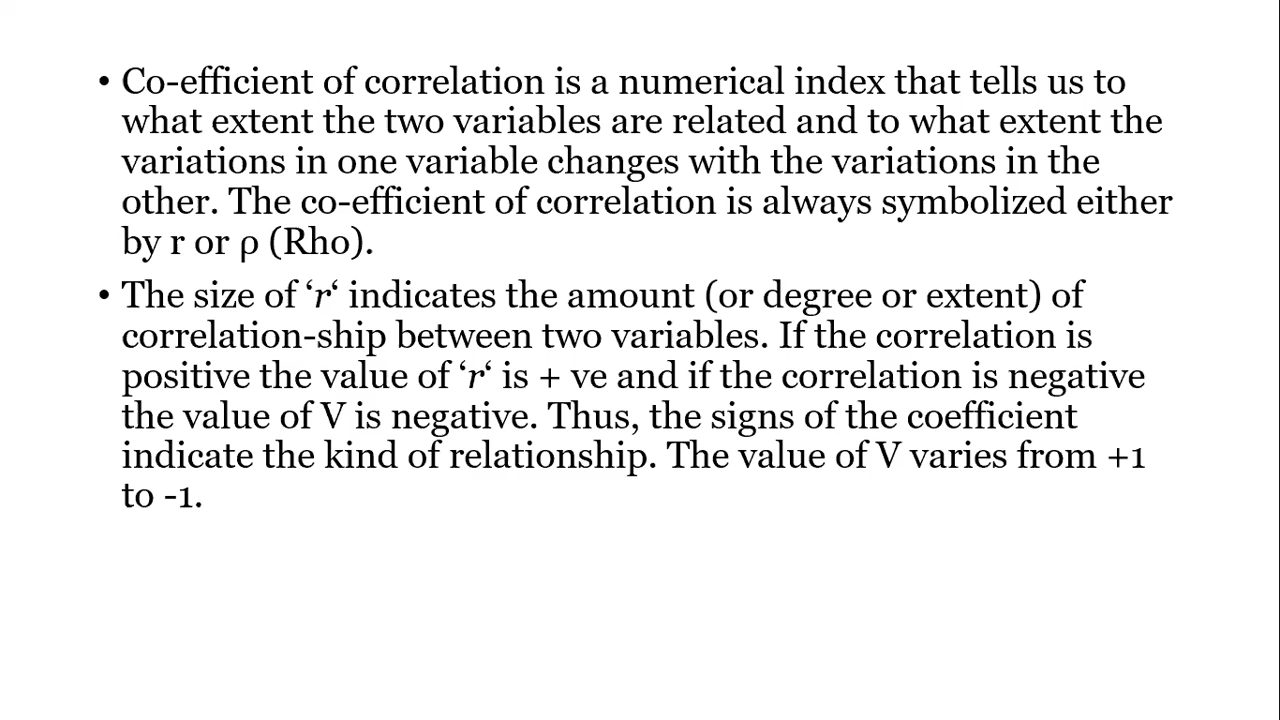 • Co-efficient of correlation is a numerical index that tells us to
what extent the two variables are related and to what extent the
variations in one variable changes with the variations in the
other. The co-efficient of correlation is always symbolized either
by r or ρ (Rho).
• The size of ‘r‘ indicates the amount (or degree or extent) of
correlation-ship between two variables. If the correlation is
positive the value of ‘r‘ is + ve and if the correlation is negative
the value of V is negative. Thus, the signs of the coefficient
indicate the kind of relationship. The value of V varies from +1
to -1.